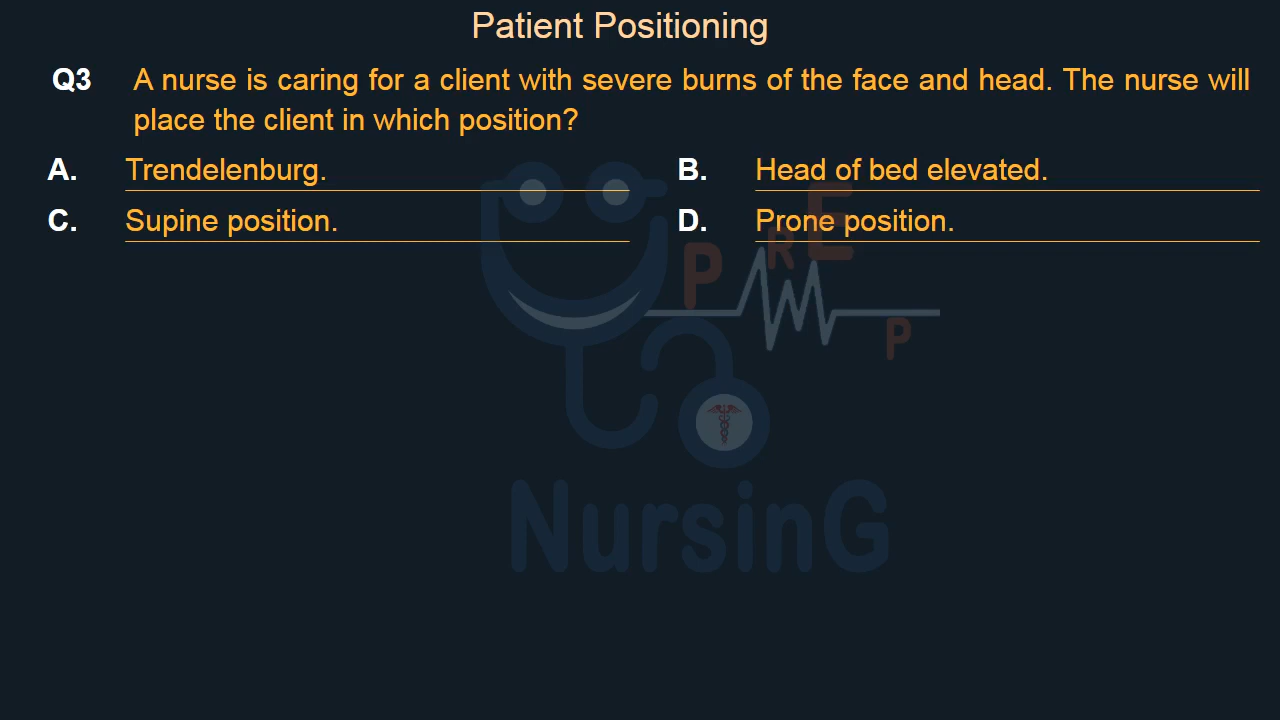 Patient Positioning
Q3 A nurse is caring for a client with severe burns of the face and head. The nurse will
place the client in which position?
A. Trendelenburg. B. Head of bed elevated.
C. Supine position. D. Prone position.
PREP
NursinG